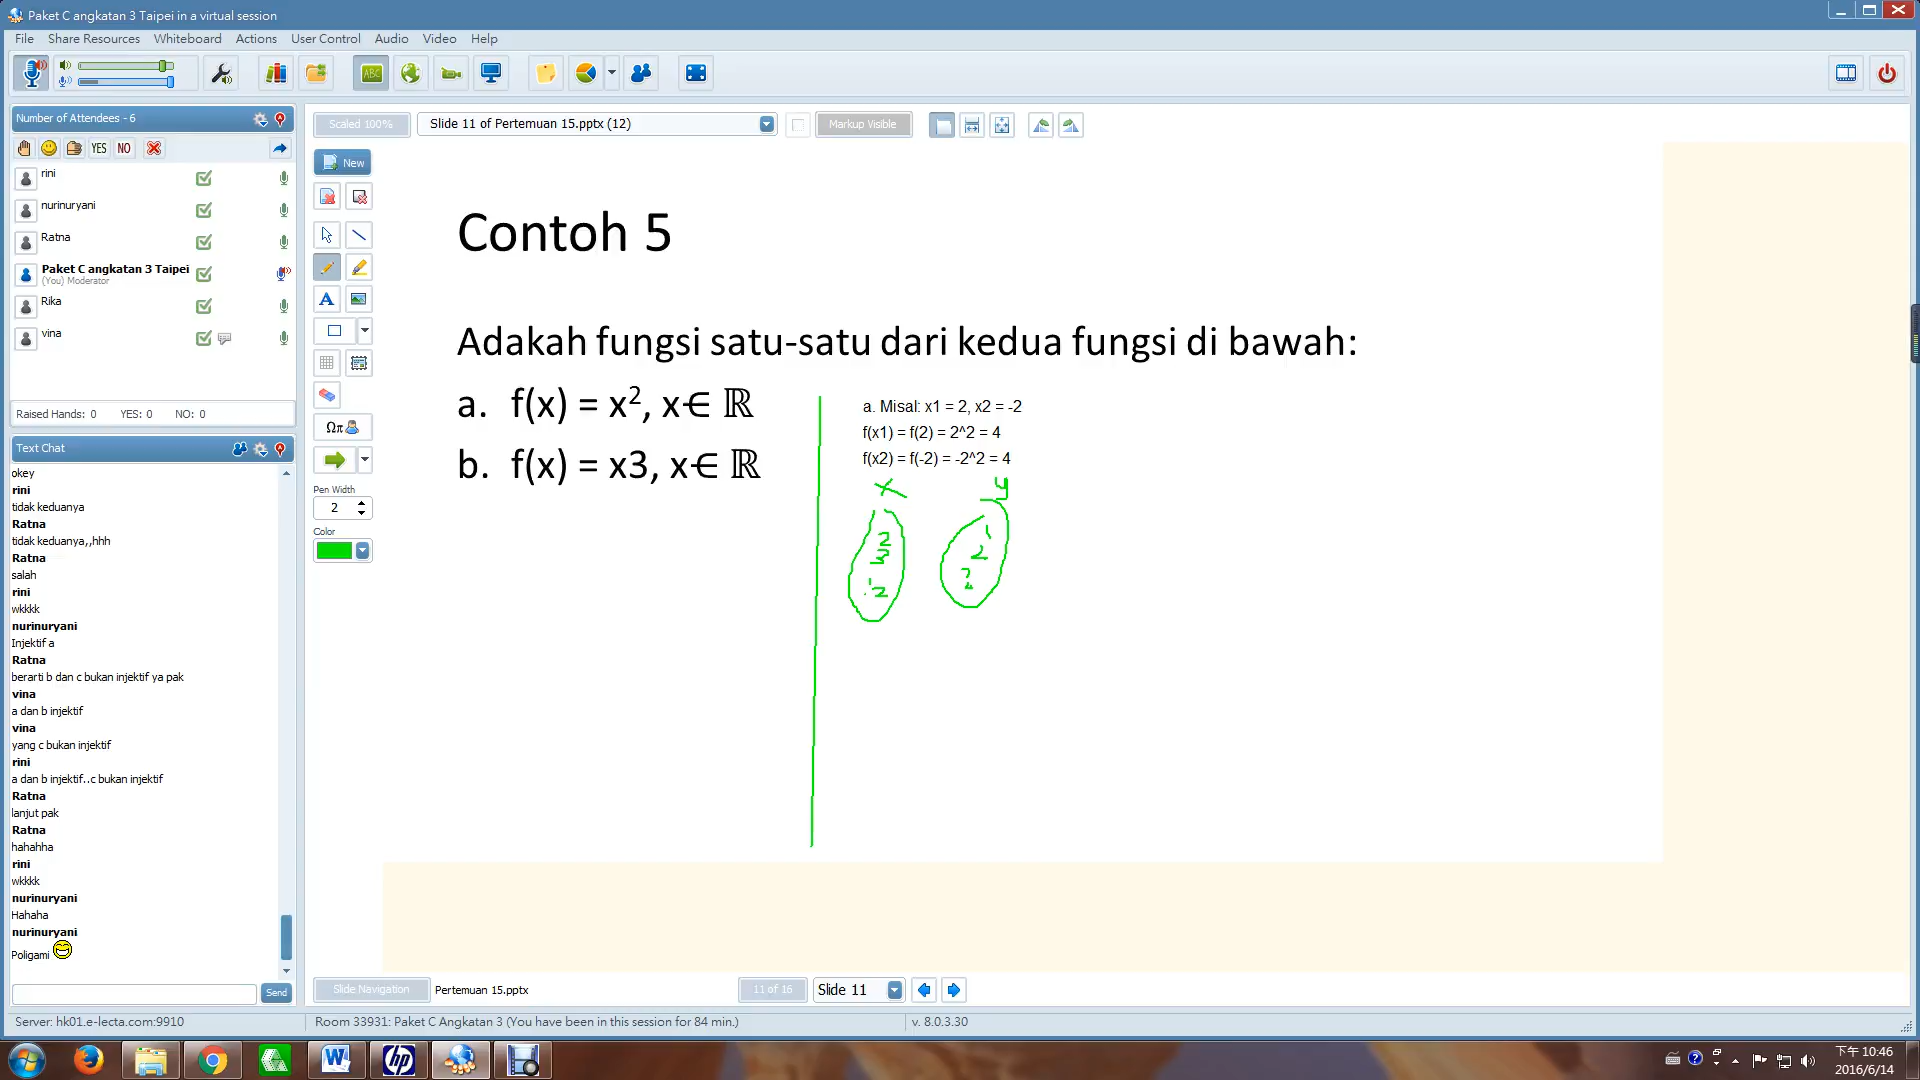 Paket C angkatan 3 Taipei in a virtual session
File Share Resources Whiteboard Actions User Control Audio Video Help
Number of Attendees - 6
YES NO
rini
nurinuryani
Ratna
Paket C angkatan 3 Taipei
(You) Moderator
Rika
vina
Raised Hands: 0 YES: 0 NO: 0
Text Chat
okey
rini
tidak keduanya
Ratna
tidak keduanya,,hhh
Ratna
salah
rini
wkkkk
nurinuryani
Injektif a
Ratna
berarti b dan c bukan injektif ya pak
vina
a dan b injektif
vina
yang c bukan injektif
rini
a dan b injektif..c bukan injektif
Ratna
lanjut pak
Ratna
hahahha
rini
wkkkk
nurinuryani
Hahaha
nurinuryani
Poligami
Send
Scaled 100%
Slide 11 of Pertemuan 15.pptx (12)
Markup Visible
New
ABC
A
Ωπ
Pen Width
2
Color
Contoh 5
Adakah fungsi satu-satu dari kedua fungsi di bawah:
a. f(x) = x², x∈ ℝ
b. f(x) = x3, x∈ ℝ
a. Misal: x1 = 2, x2 = -2
f(x1) = f(2) = 2^2 = 4
f(x2) = f(-2) = -2^2 = 4
x y
Slide Navigation
Pertemuan 15.pptx
11 of 16
Slide 11
Server: hk01.e-lecta.com:9910
Room 33931: Paket C Angkatan 3 (You have been in this session for 84 min.)
v. 8.0.3.30
下午 10:46
2016/6/14